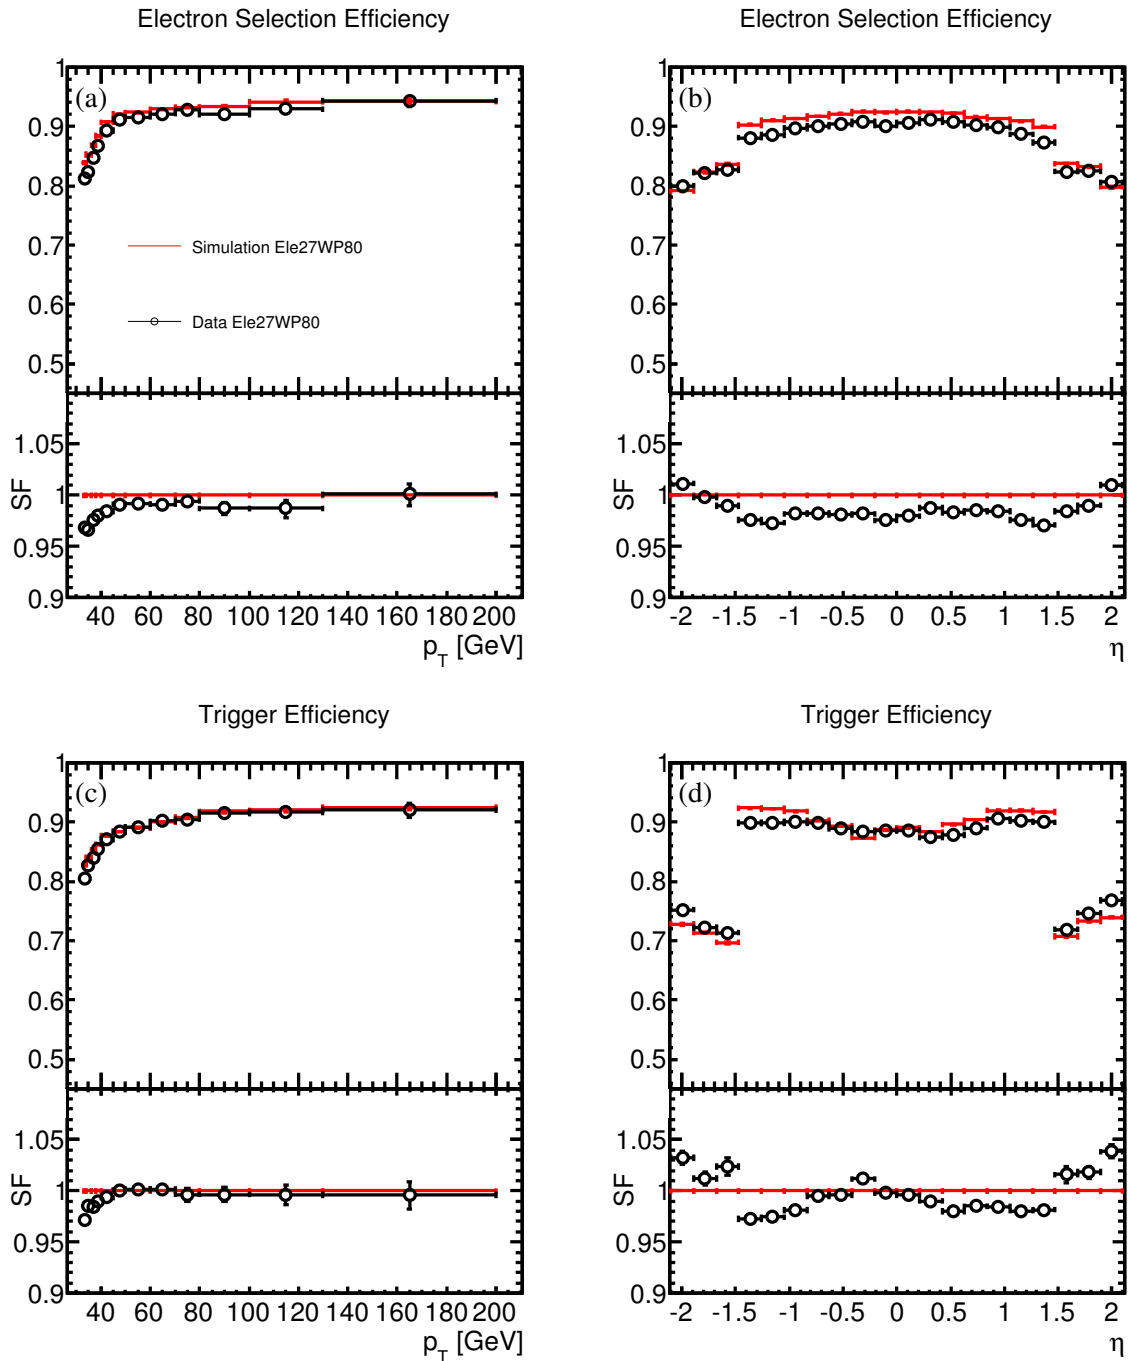 Electron Selection Efficiency
1
(a)
0.9
0.8
0.7
Simulation Ele27WP80
0.6
Data Ele27WP80
0.5
1.05
SF
1
0.95
0.9
40 60 80 100 120 140 160 180 200
p_T [GeV]
Electron Selection Efficiency
1
(b)
0.9
0.8
0.7
0.6
0.5
1.05
SF
1
0.95
0.9
-2 -1.5 -1 -0.5 0 0.5 1 1.5 2
η
Trigger Efficiency
1
(c)
0.9
0.8
0.7
0.6
0.5
1.05
SF
1
0.95
0.9
40 60 80 100 120 140 160 180 200
p_T [GeV]
Trigger Efficiency
1
(d)
0.9
0.8
0.7
0.6
0.5
1.05
SF
1
0.95
0.9
-2 -1.5 -1 -0.5 0 0.5 1 1.5 2
η